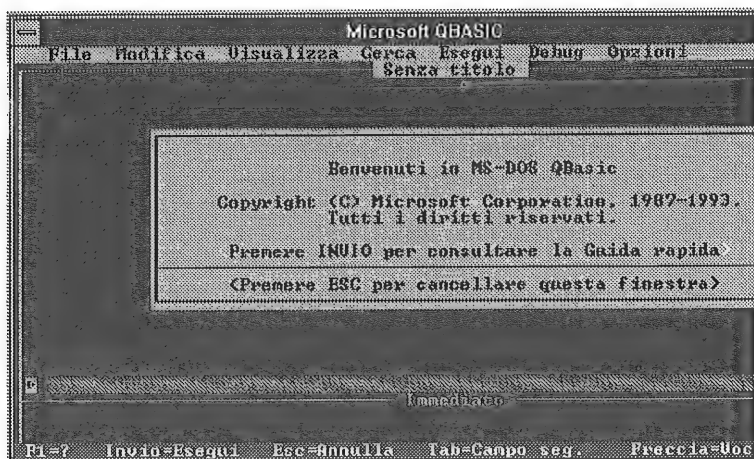 Microsoft QBASIC
File Modifica Visualizza Cerca Esegui Debug Opzioni
Senza titolo
Benvenuti in MS-DOS QBasic
Copyright (C) Microsoft Corporation, 1987-1993.
Tutti i diritti riservati.
Premere INVIO per consultare la Guida rapida>
<Premere ESC per cancellare questa finestra>
Immediato
F1=? Invio=Esegui Esc=Annulla Tab=Campo seg. Freccia=Voc